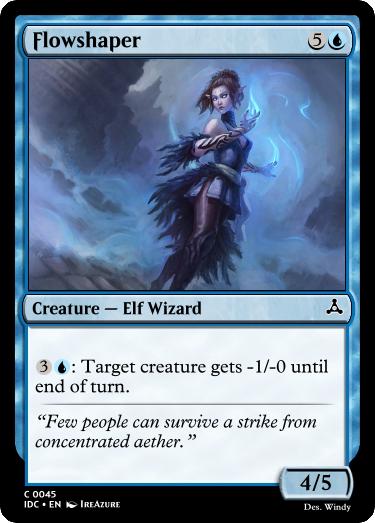 Flowshaper 5
Creature — Elf Wizard
3 : Target creature gets -1/-0 until
end of turn.
“Few people can survive a strike from
concentrated aether.”
4/5
C 0045
IDC • EN IreAzure
Des. Windy